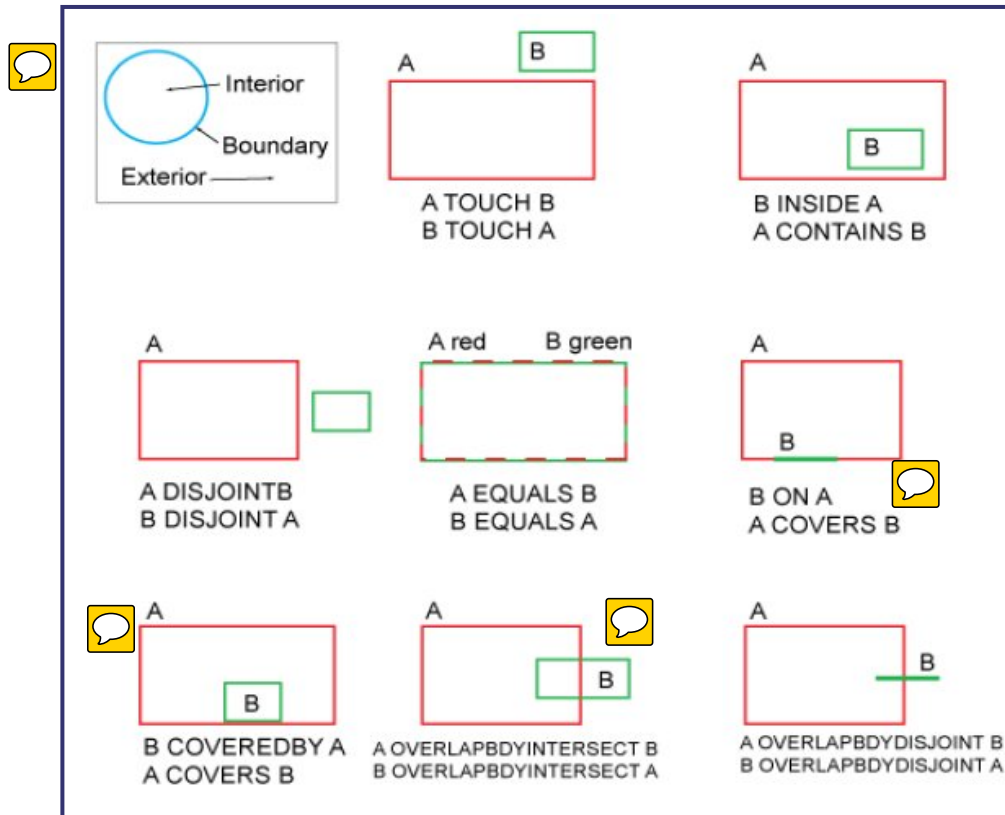 Interior
Boundary
Exterior
A
B
A TOUCH B
B TOUCH A
A
B
B INSIDE A
A CONTAINS B
A
A DISJOINTB
B DISJOINT A
A red B green
A EQUALS B
B EQUALS A
A
B
B ON A
A COVERS B
A
B
B COVEREDBY A
A COVERS B
A
B
A OVERLAPBDYINTERSECT B
B OVERLAPBDYINTERSECT A
A
B
A OVERLAPBDYDISJOINT B
B OVERLAPBDYDISJOINT A